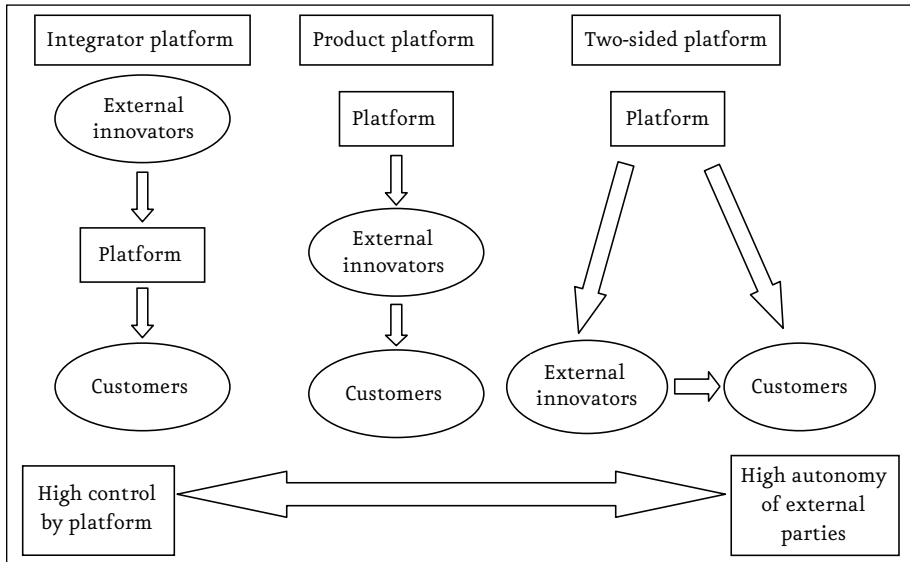 Integrator platform
Product platform
Two-sided platform
External
innovators
Platform
Customers
Platform
External
innovators
Customers
Platform
External
innovators
Customers
High control
by platform
High autonomy
of external
parties